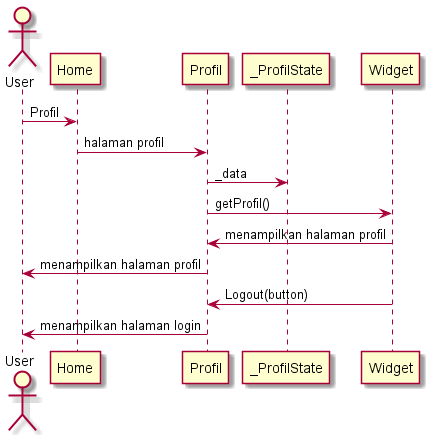 User
Home
Profil
_ProfilState
Widget
Profil
halaman profil
_data
getProfil()
menampilkan halaman profil
menampilkan halaman profil
Logout(button)
menampilkan halaman login
User
Home
Profil
_ProfilState
Widget